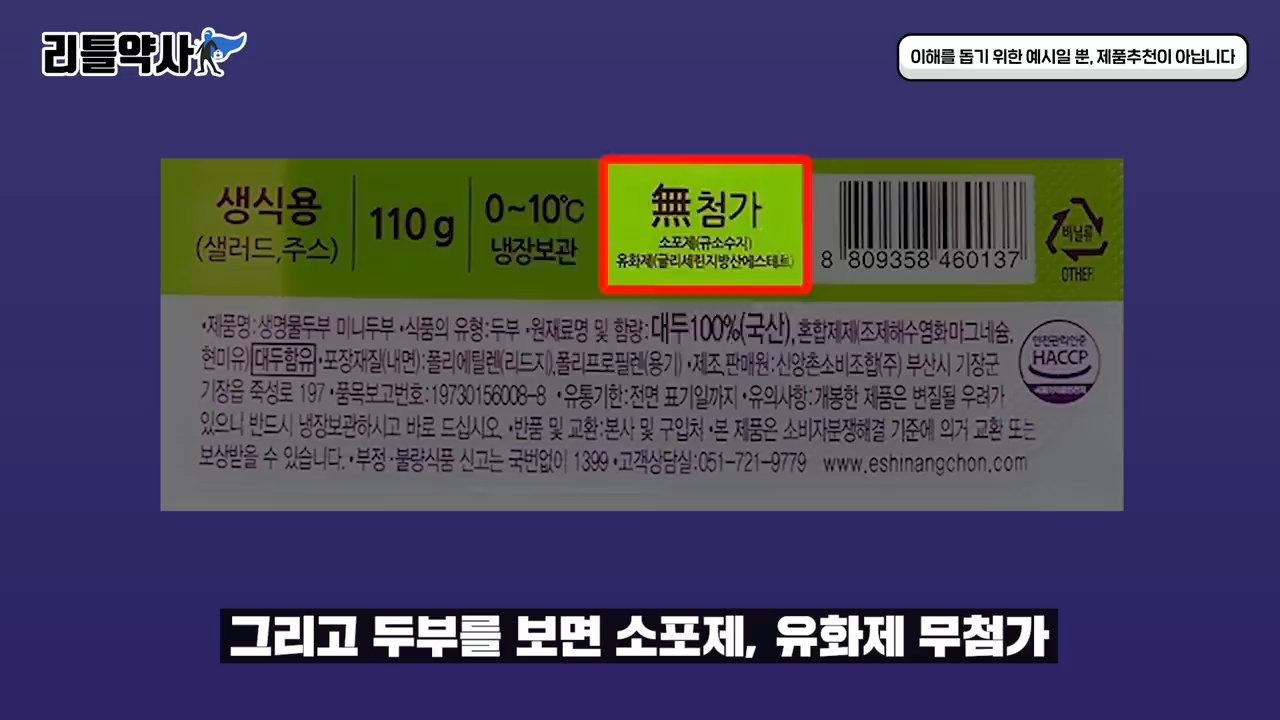 리틀약사
이해를 돕기 위한 예시일 뿐, 제품추천이 아닙니다
생식용
(샐러드,주스)
110 g
0~10℃
냉장보관
無첨가
소포제(규소수지)
유화제(글리세린지방산에스테르)
8 809358 460137
비닐류
OTHER
•제품명:생명물두부 미니두부 •식품의 유형:두부 •원재료명 및 함량:대두100%(국산), 혼합제제(조제해수염화마그네슘,
현미유) 대두함유 •포장재질(내면):폴리에틸렌(리드지),폴리프로필렌(용기) •제조,판매원:신앙촌소비조합(주) 부산시 기장군
기장읍 죽성로 197 •품목보고번호:19730156008-8 •유통기한:전면 표기일까지 •유의사항:개봉한 제품은 변질될 우려가
있으니 반드시 냉장보관하시고 바로 드십시오. •반품 및 교환:본사 및 구입처 •본 제품은 소비자분쟁해결 기준에 의거 교환 또는
보상받을 수 있습니다. •부정·불량식품 신고는 국번없이 1399 •고객상담실:051-721-9779 www.eshinangchon.com
안전관리인증
HACCP
그리고 두부를 보면 소포제, 유화제 무첨가